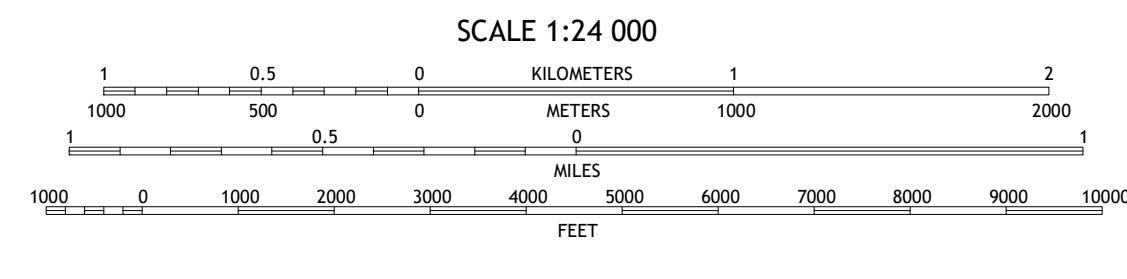 SCALE 1:24 000
1 0.5 0 KILOMETERS 1 2
1000 500 0 METERS 1000 2000
1 0.5 0 1
MILES
1000 0 1000 2000 3000 4000 5000 6000 7000 8000 9000 10000
FEET